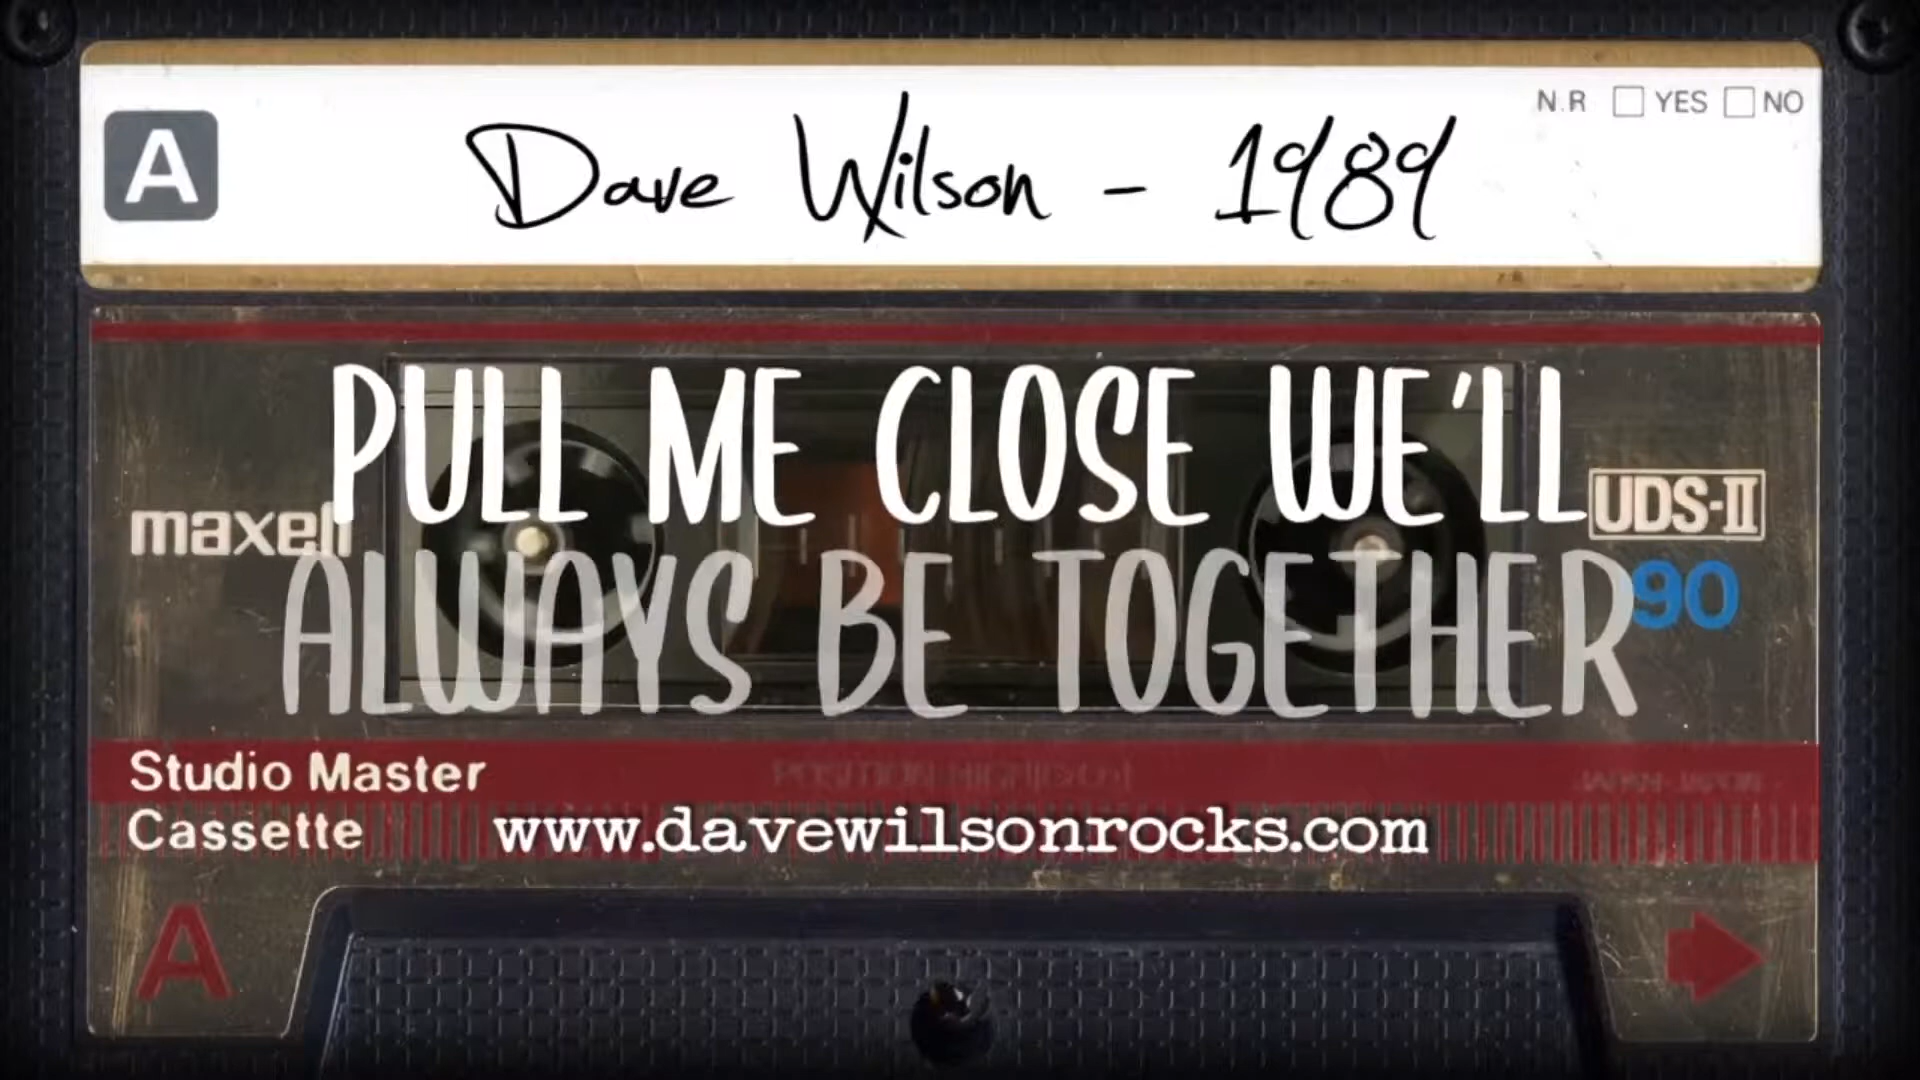 A
Dave Wilson - 1989
N.R YES NO
PULL ME CLOSE WE'LL
maxell
UDS-II
ALWAYS BE TOGETHER
90
Studio Master
Cassette
www.davewilsonrocks.com
A